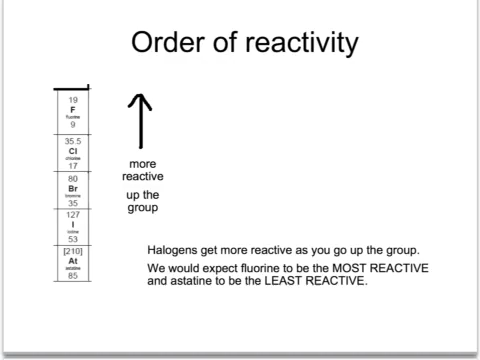 Order of reactivity
19
F
fluorine
9
35.5
Cl
chlorine
17
80
Br
bromine
35
127
I
iodine
53
[210]
At
astatine
85
more
reactive
up the
group
Halogens get more reactive as you go up the group.
We would expect fluorine to be the MOST REACTIVE
and astatine to be the LEAST REACTIVE.